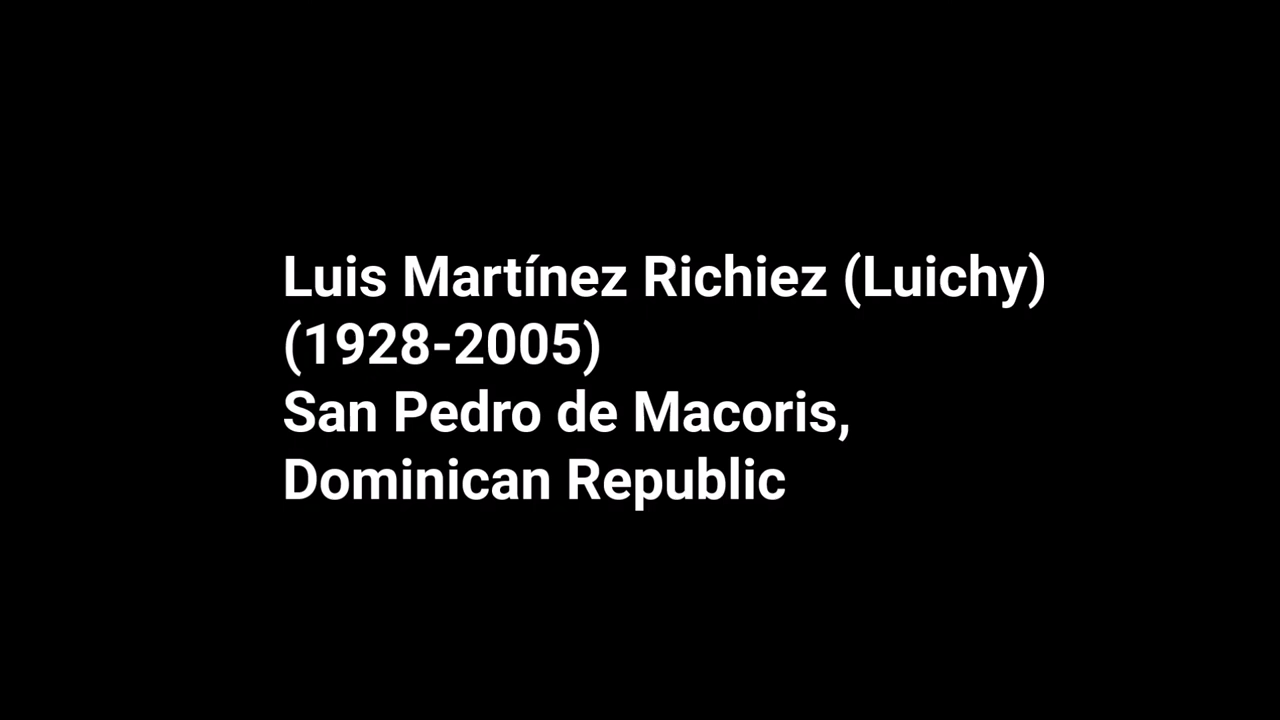 Luis Martínez Richiez (Luichy)
(1928-2005)
San Pedro de Macoris,
Dominican Republic